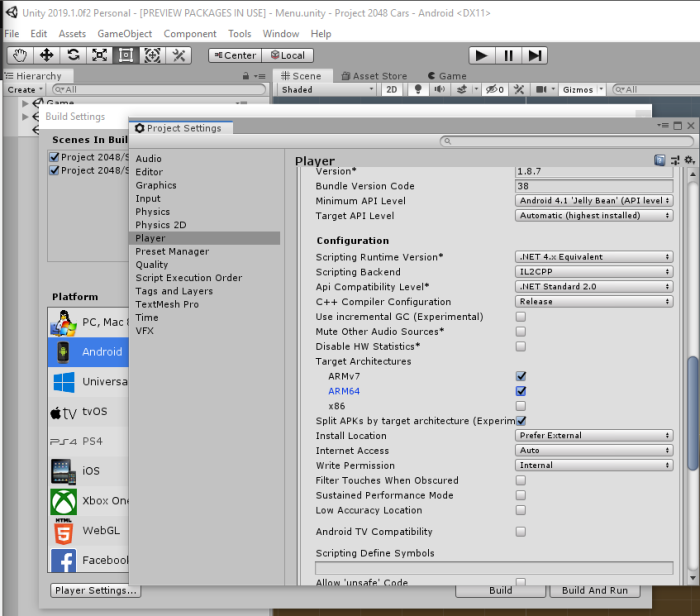 Unity 2019.1.0f2 Personal - [PREVIEW PACKAGES IN USE] - Menu.unity - Project 2048 Cars - Android <DX11>
File Edit Assets GameObject Component Tools Window Help
Center Local
Hierarchy Scene Asset Store Game
Create All Shaded 2D 0 Gizmos All
Game
Build Settings
Scenes In Buil
Project Settings
Project 2048/S
Project 2048/S
Audio
Editor
Graphics
Input
Physics
Physics 2D
Player
Preset Manager
Quality
Script Execution Order
Tags and Layers
TextMesh Pro
Time
VFX
Platform
PC, Mac &
Android
Universa
tv tvOS
PS4 PS4
iOS
Xbox One
HTML
5 WebGL
Facebook
Player Settings...
Player
Version* 1.8.7
Bundle Version Code 38
Minimum API Level Android 4.1 'Jelly Bean' (API level
Target API Level Automatic (highest installed)
Configuration
Scripting Runtime Version* .NET 4.x Equivalent
Scripting Backend IL2CPP
Api Compatibility Level* .NET Standard 2.0
C++ Compiler Configuration Release
Use incremental GC (Experimental)
Mute Other Audio Sources*
Disable HW Statistics*
Target Architectures
ARMv7
ARM64
x86
Split APKs by target architecture (Experim
Install Location Prefer External
Internet Access Auto
Write Permission Internal
Filter Touches When Obscured
Sustained Performance Mode
Low Accuracy Location
Android TV Compatibility
Scripting Define Symbols
Allow 'unsafe' Code
Build Build And Run